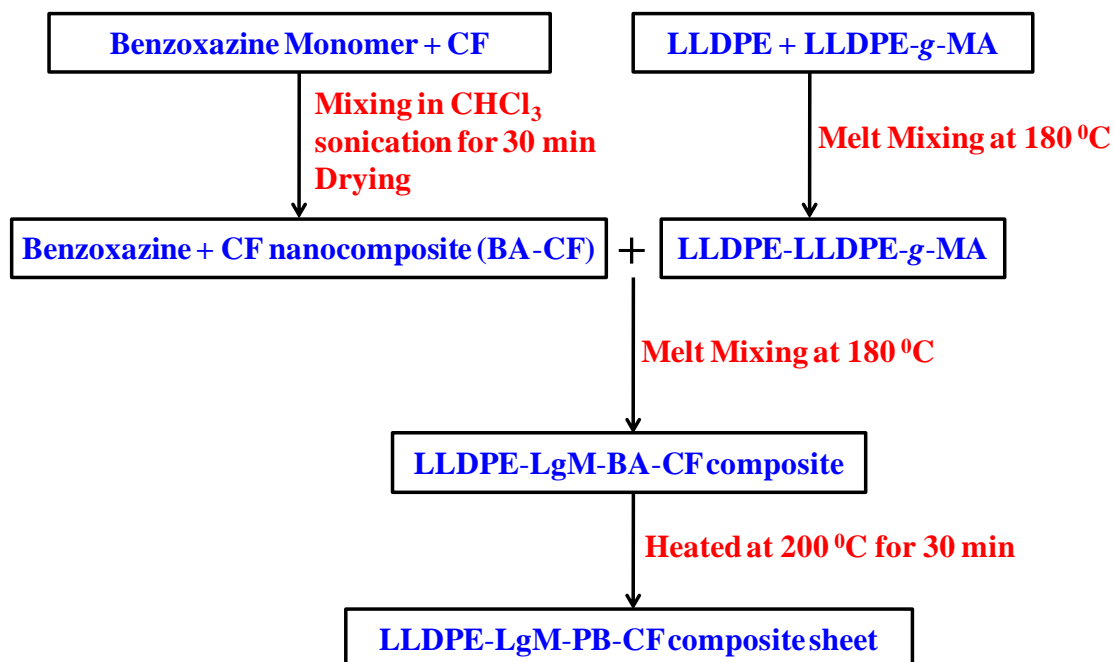 Benzoxazine Monomer + CF
LLDPE + LLDPE-g-MA
Mixing in CHCl₃
sonication for 30 min
Drying
Melt Mixing at 180 ⁰C
Benzoxazine + CF nanocomposite (BA-CF)
+
LLDPE-LLDPE-g-MA
Melt Mixing at 180 ⁰C
LLDPE-LgM-BA-CF composite
Heated at 200 ⁰C for 30 min
LLDPE-LgM-PB-CF composite sheet